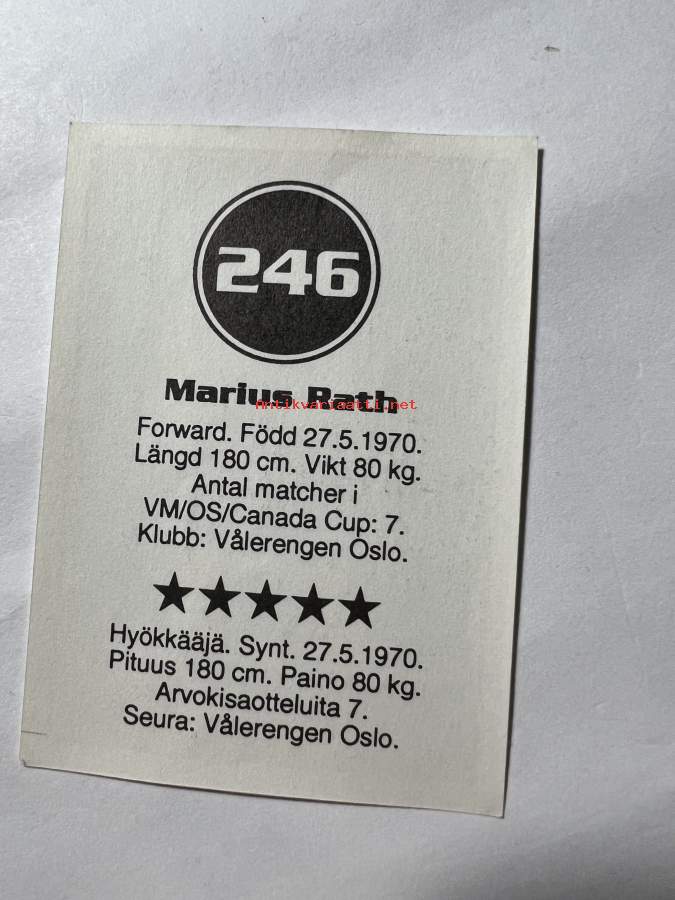 246
Marius Rath
Antikvariaatti.net
Forward. Född 27.5.1970.
Längd 180 cm. Vikt 80 kg.
Antal matcher i
VM/OS/Canada Cup: 7.
Klubb: Vålerengen Oslo.
Hyökkääjä. Synt. 27.5.1970.
Pituus 180 cm. Paino 80 kg.
Arvokisaotteluita 7.
Seura: Vålerengen Oslo.